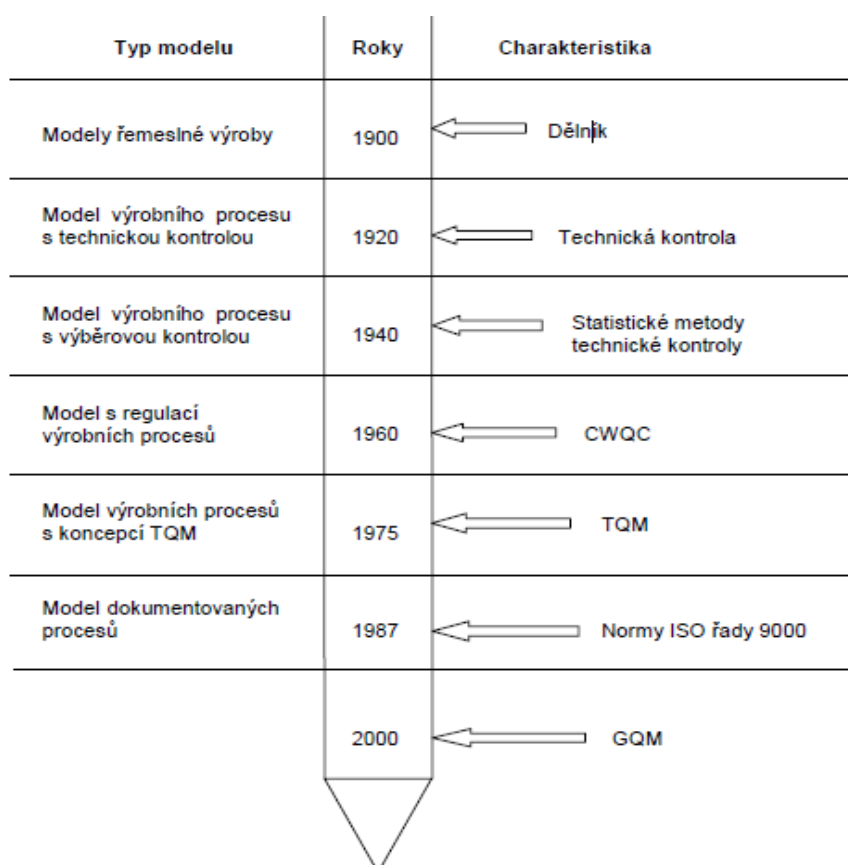 Typ modelu Roky Charakteristika
Modely řemeslné výroby 1900 Dělník
Model výrobního procesu
s technickou kontrolou 1920 Technická kontrola
Model výrobního procesu
s výběrovou kontrolou 1940 Statistické metody
technické kontroly
Model s regulací
výrobních procesů 1960 CWQC
Model výrobních procesů
s koncepcí TQM 1975 TQM
Model dokumentovaných
procesů 1987 Normy ISO řady 9000
2000 GQM